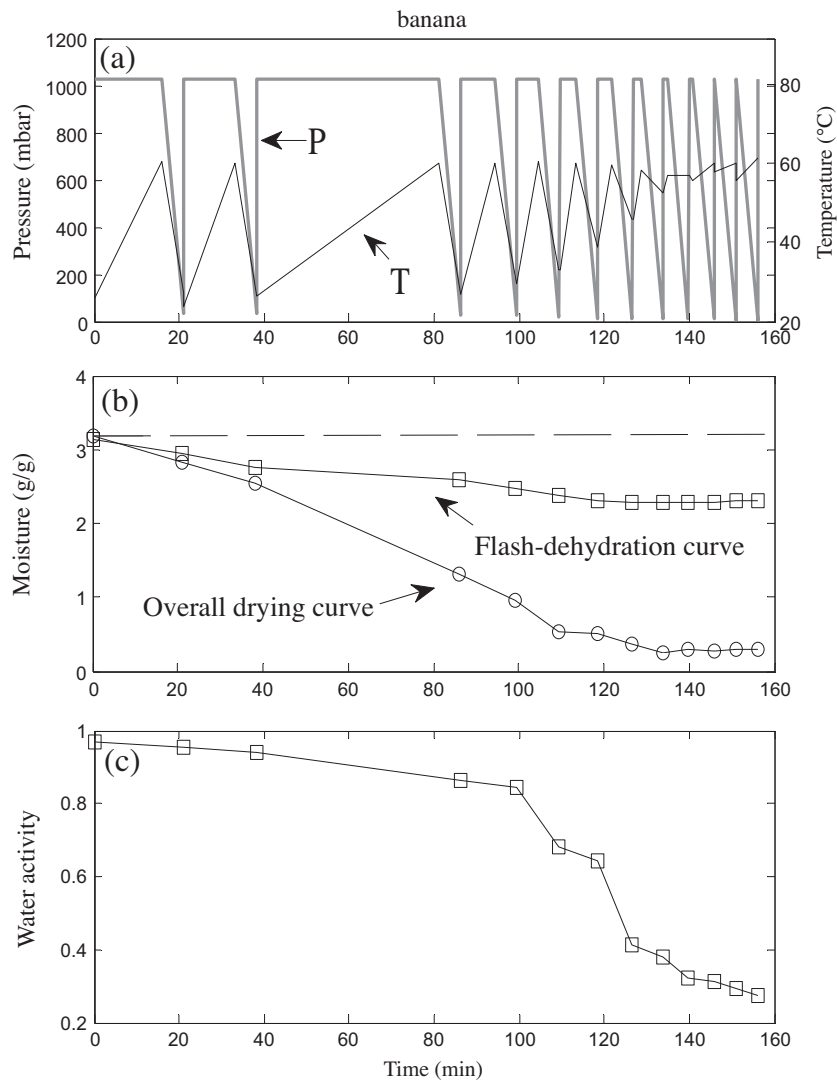 banana
(a)
1200
1000
800
600
400
200
0
Pressure (mbar)
80
60
40
20
Temperature (°C)
P
T
0 20 40 60 80 100 120 140 160
(b)
4
3
2
1
0
Moisture (g/g)
Flash-dehydration curve
Overall drying curve
0 20 40 60 80 100 120 140 160
(c)
1
0.8
0.6
0.4
0.2
Water activity
0 20 40 60 80 100 120 140 160
Time (min)